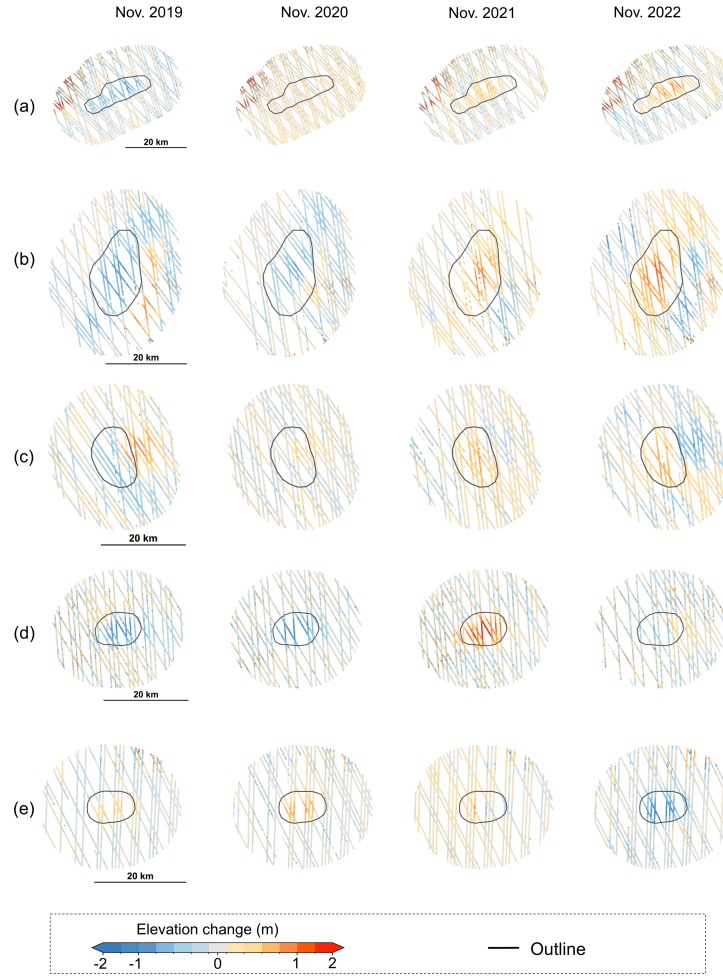 Nov. 2019 Nov. 2020 Nov. 2021 Nov. 2022
(a)
20 km
(b)
20 km
(c)
20 km
(d)
20 km
(e)
20 km
Elevation change (m)
Outline
-2 -1 0 1 2